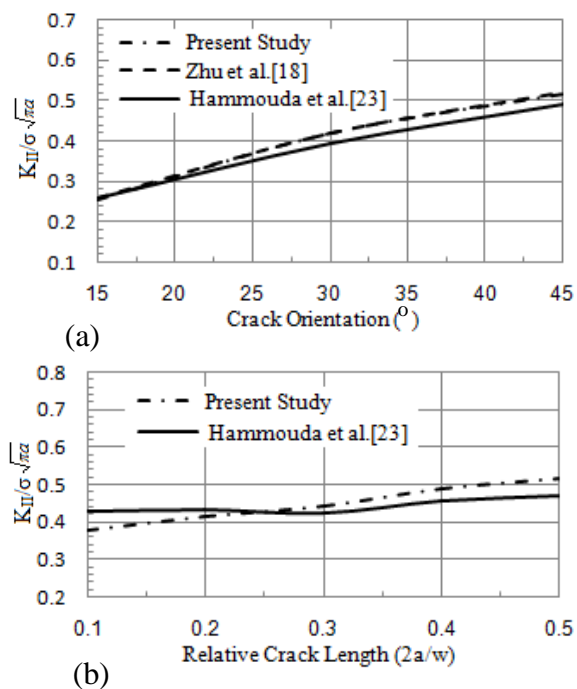 0.7
0.6
0.5
0.4
0.3
0.2
0.1
K_II/σ√πa
Present Study
Zhu et al.[18]
Hammouda et al.[23]
15 20 25 30 35 40 45
Crack Orientation (°)
(a)
0.8
0.7
0.6
0.5
0.4
0.3
0.2
K_II/σ√πa
Present Study
Hammouda et al.[23]
0.1 0.2 0.3 0.4 0.5
Relative Crack Length (2a/w)
(b)